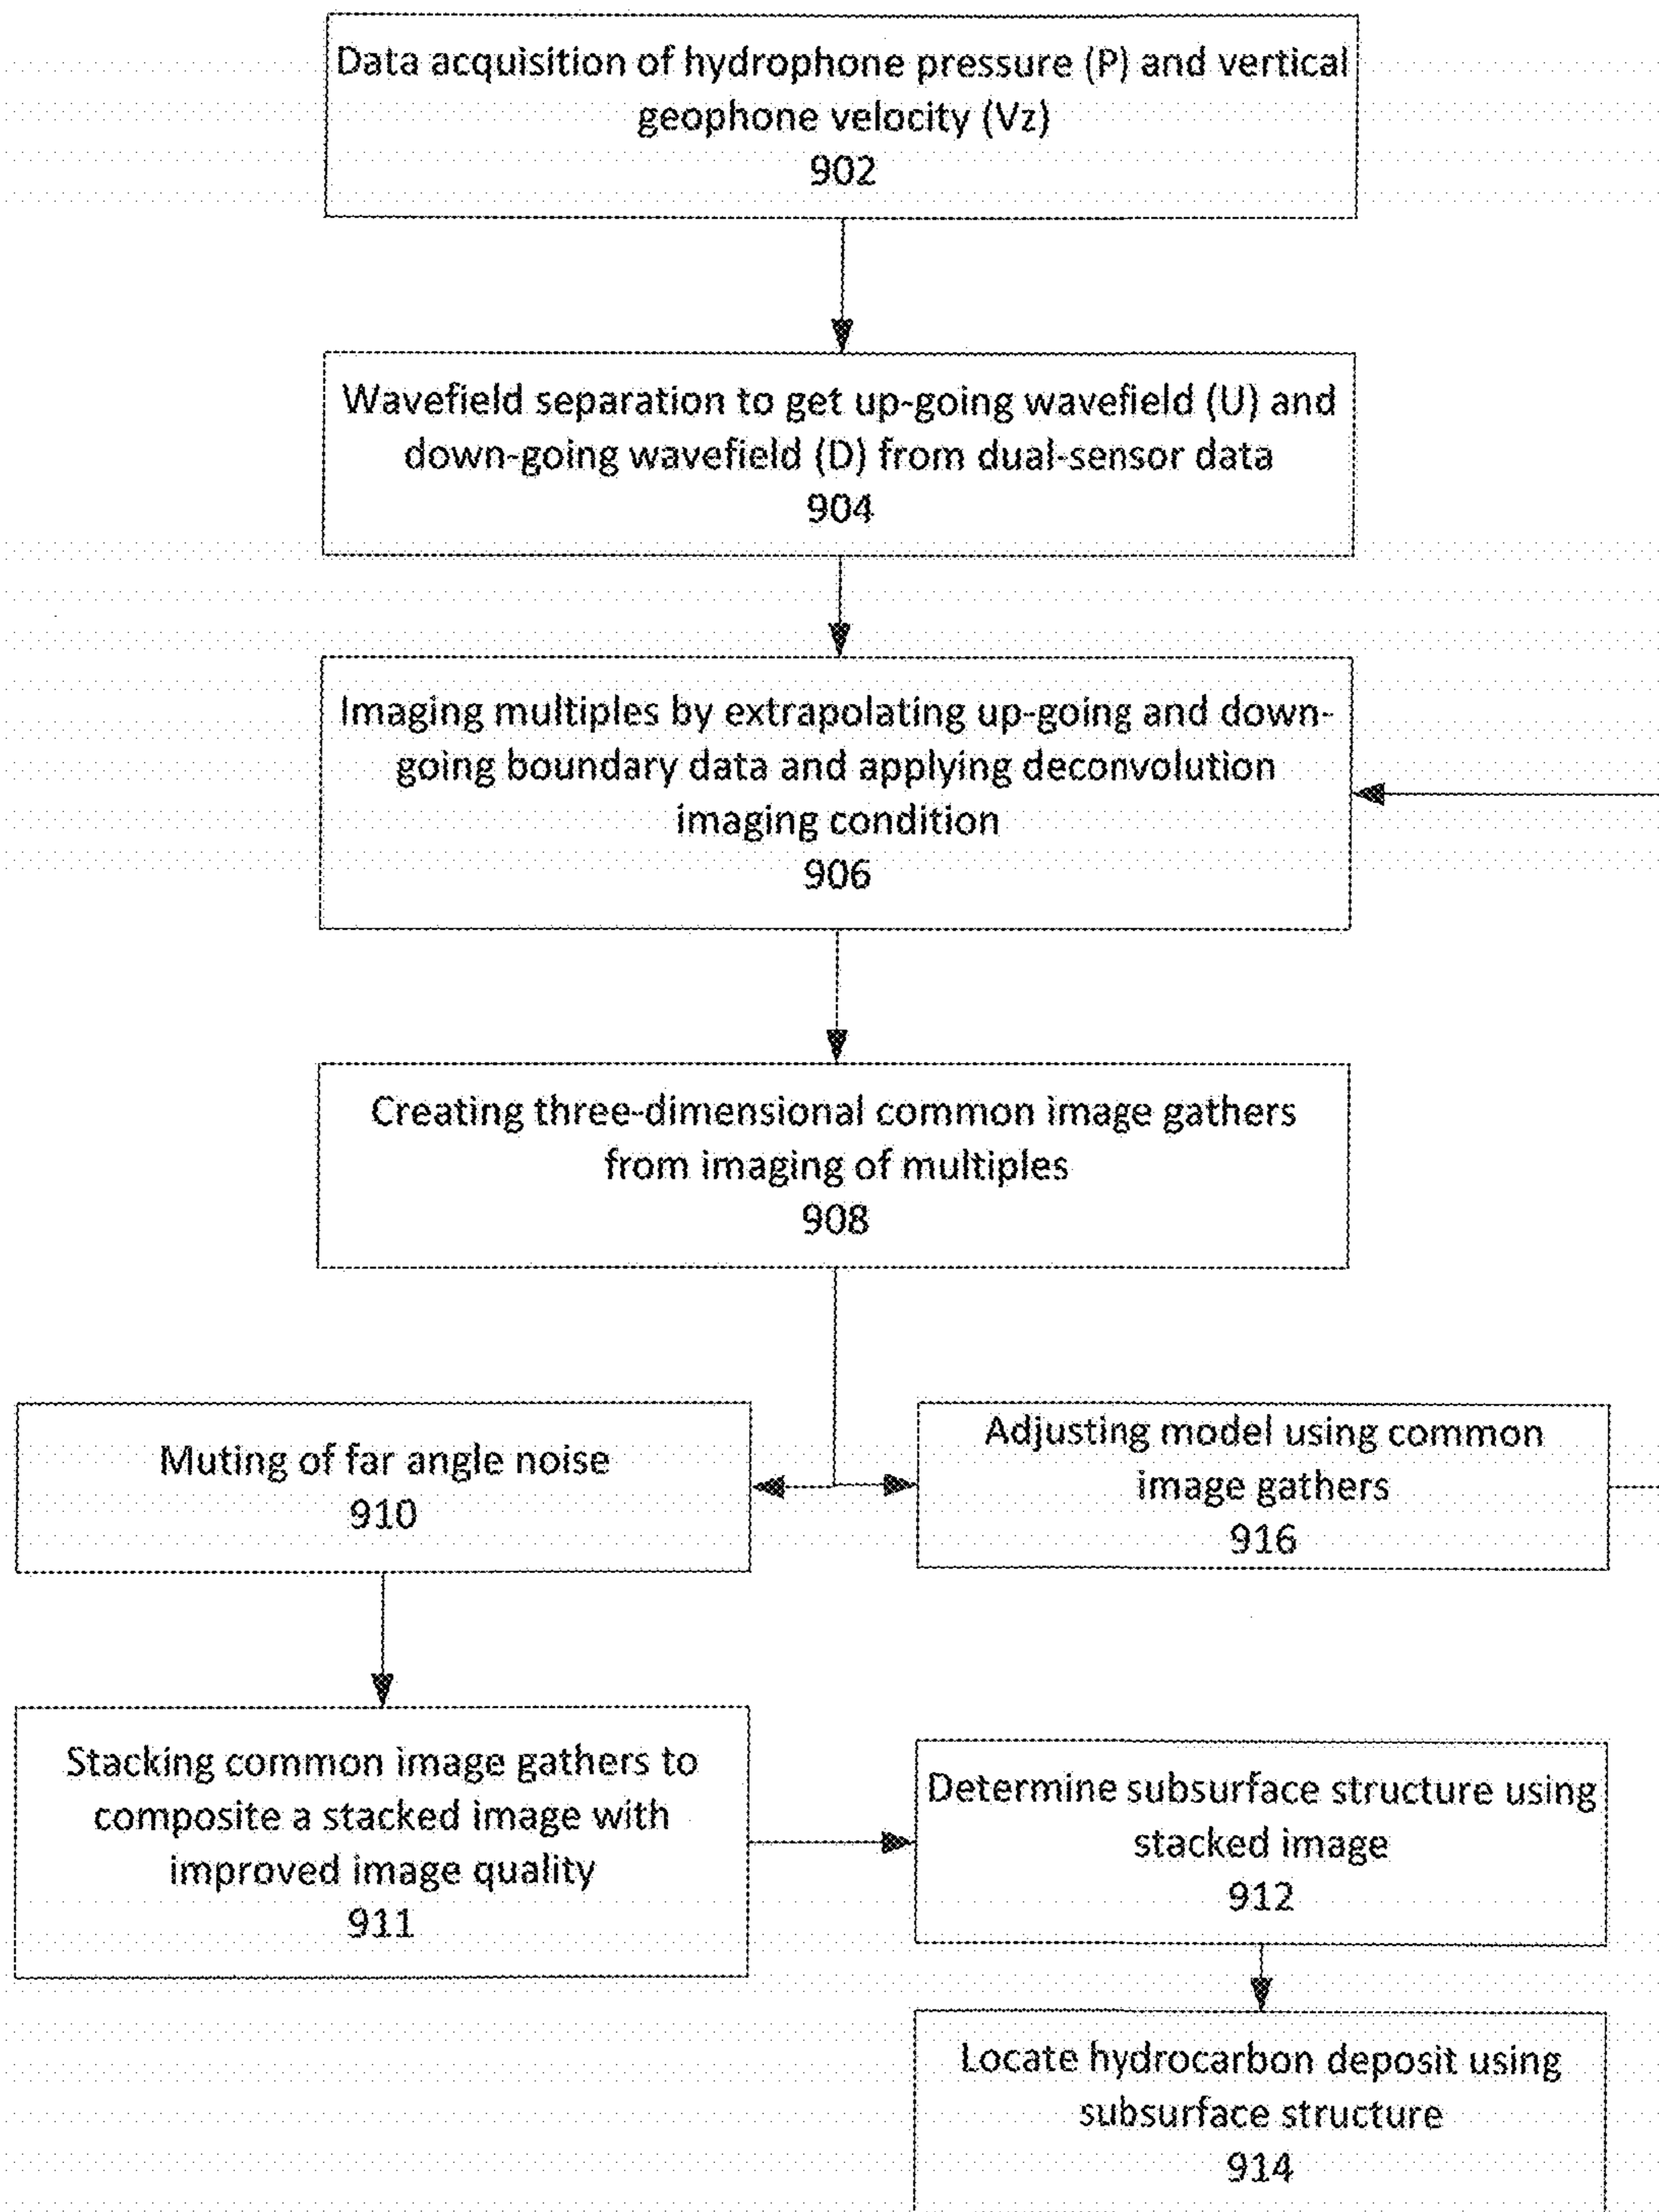 Data acquisition of hydrophone pressure (P) and vertical
geophone velocity (Vz)
902
Wavefield separation to get up-going wavefield (U) and
down-going wavefield (D) from dual-sensor data
904
Imaging multiples by extrapolating up-going and down-
going boundary data and applying deconvolution
imaging condition
906
Creating three-dimensional common image gathers
from imaging of multiples
908
Muting of far angle noise
910
Adjusting model using common
image gathers
916
Stacking common image gathers to
composite a stacked image with
improved image quality
911
Determine subsurface structure using
stacked image
912
Locate hydrocarbon deposit using
subsurface structure
914